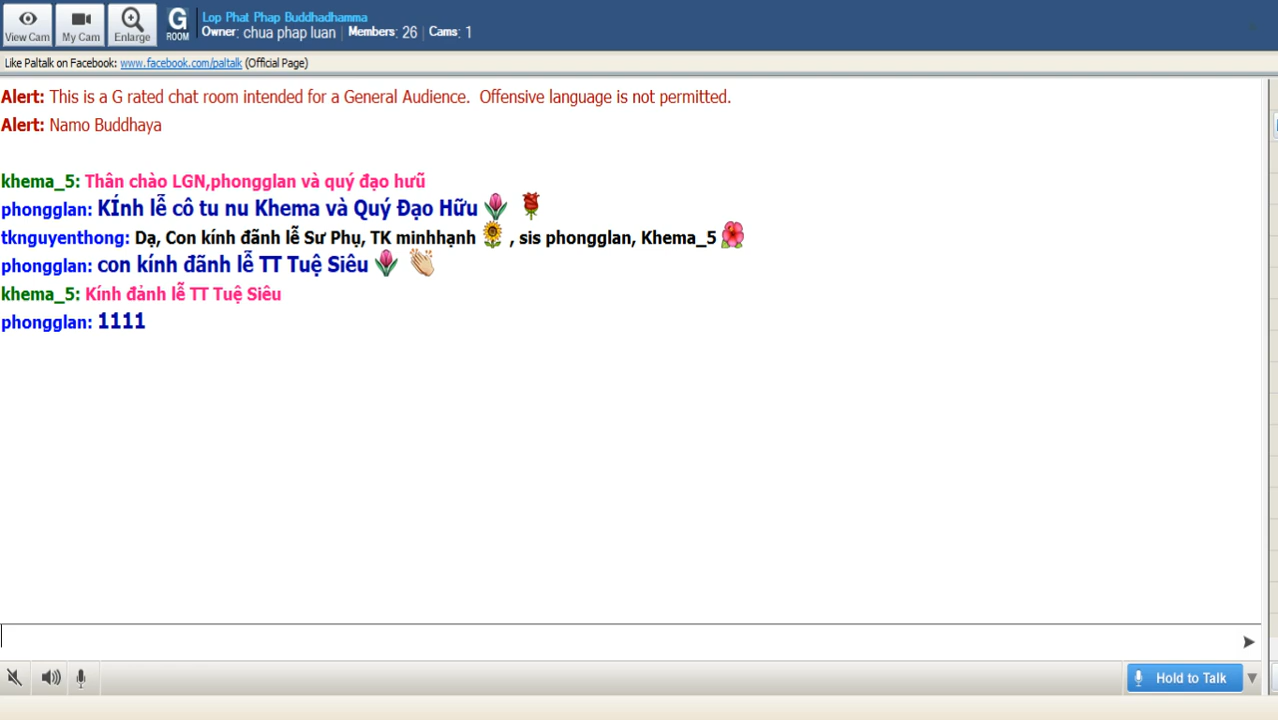 View Cam
My Cam
Enlarge
G
ROOM
Lop Phat Phap Buddhadhamma
Owner: chua phap luan | Members: 26 | Cams: 1
Like Paltalk on Facebook: www.facebook.com/paltalk (Official Page)
Alert: This is a G rated chat room intended for a General Audience. Offensive language is not permitted.
Alert: Namo Buddhaya
khema_5: Thân chào LGN,phongglan và quý đạo hưũ
phongglan: KÍnh lễ cô tu nu Khema và Quý Đạo Hữu
tknguyenthong: Dạ, Con kính đãnh lễ Sư Phụ, TK minhhạnh , sis phongglan, Khema_5
phongglan: con kính đãnh lễ TT Tuệ Siêu
khema_5: Kính đảnh lễ TT Tuệ Siêu
phongglan: 1111
Hold to Talk